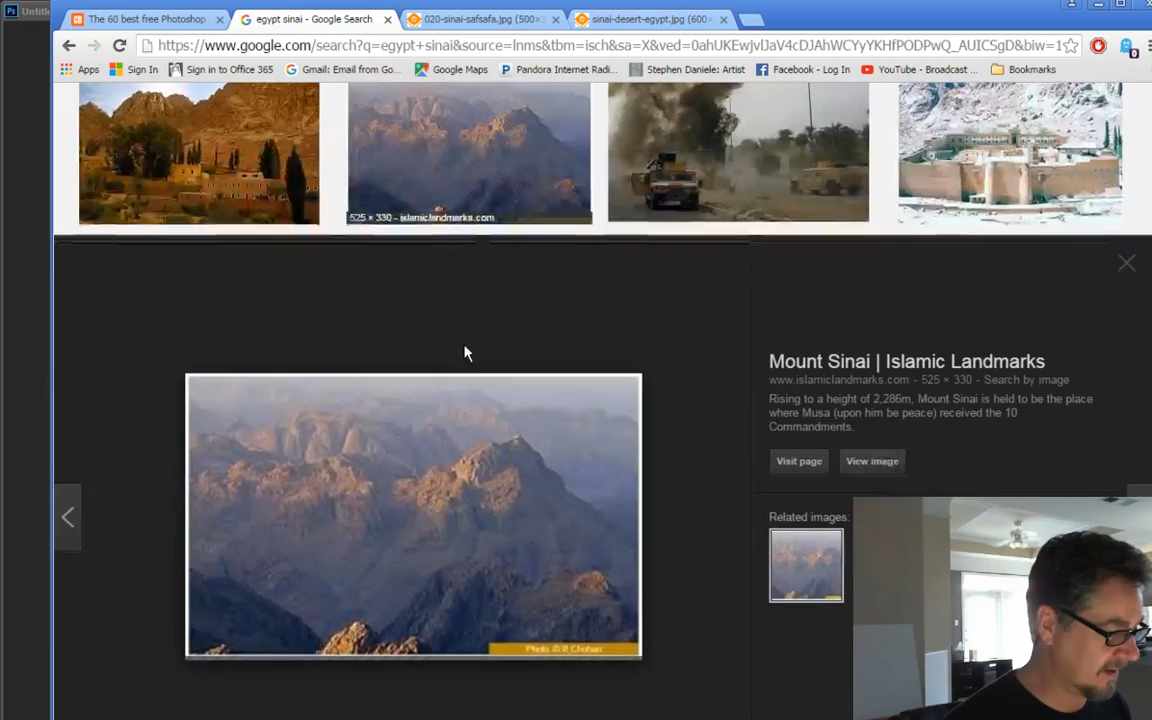 Ps Untitl
The 60 best free Photoshop
egypt sinai - Google Search
020-sinai-safsafa.jpg (500×
sinai-desert-egypt.jpg (600×
https://www.google.com/search?q=egypt+sinai&source=lnms&tbm=isch&sa=X&ved=0ahUKEwjvlJaV4cDJAhWCYyYKHfPODPwQ_AUICSgD&biw=1
Apps
Sign In
Sign in to Office 365
Gmail: Email from Go...
Google Maps
Pandora Internet Radi...
Stephen Daniele: Artist
Facebook - Log In
YouTube - Broadcast ...
Bookmarks
525 × 330 - islamiclandmarks.com
Mount Sinai | Islamic Landmarks
www.islamiclandmarks.com - 525 × 330 - Search by image
Rising to a height of 2,286m, Mount Sinai is held to be the place
where Musa (upon him be peace) received the 10
Commandments.
Visit page
View image
Related images:
Photo © R Chohan